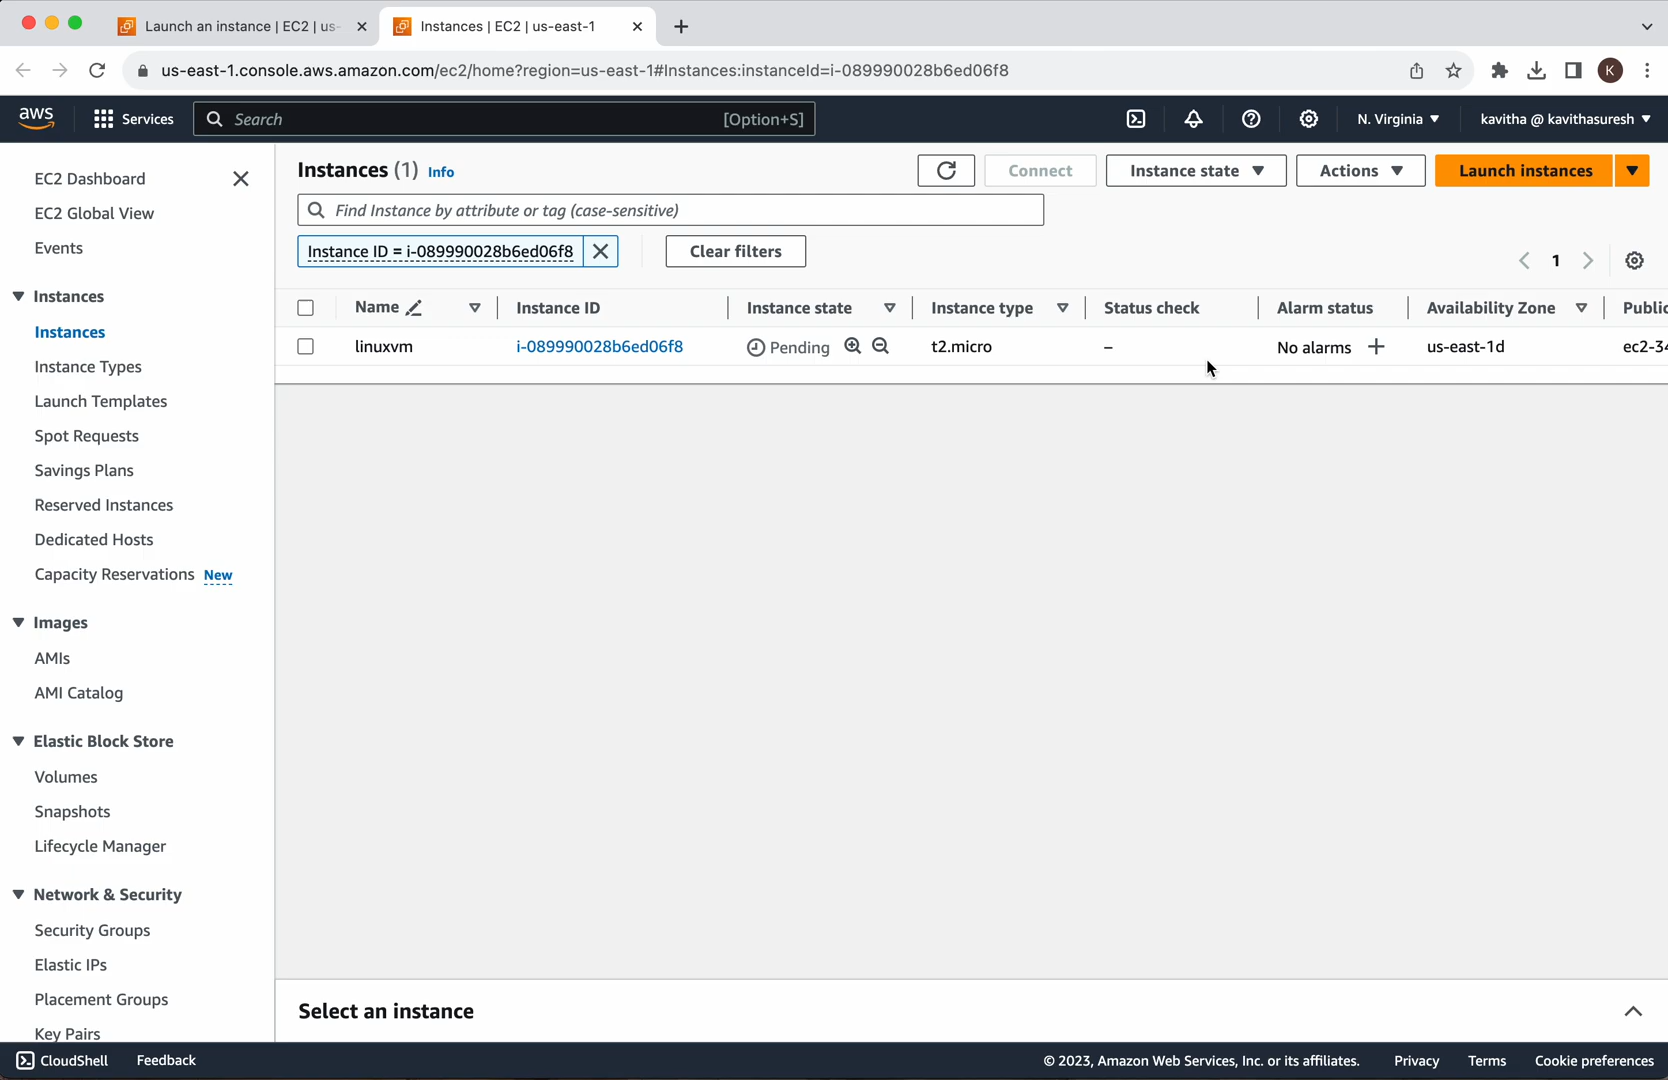 Launch an instance | EC2 | us-
Instances | EC2 | us-east-1
us-east-1.console.aws.amazon.com/ec2/home?region=us-east-1#Instances:instanceId=i-089990028b6ed06f8
K
aws
Services
Search
[Option+S]
N. Virginia
kavitha @ kavithasuresh
EC2 Dashboard
EC2 Global View
Events
Instances
Instances
Instance Types
Launch Templates
Spot Requests
Savings Plans
Reserved Instances
Dedicated Hosts
Capacity Reservations New
Images
AMIs
AMI Catalog
Elastic Block Store
Volumes
Snapshots
Lifecycle Manager
Network & Security
Security Groups
Elastic IPs
Placement Groups
Key Pairs
Instances (1) Info
Connect
Instance state
Actions
Launch instances
Find Instance by attribute or tag (case-sensitive)
Instance ID = i-089990028b6ed06f8
Clear filters
1
Name Instance ID Instance state Instance type Status check Alarm status Availability Zone Public
linuxvm i-089990028b6ed06f8 Pending t2.micro – No alarms + us-east-1d ec2-34
Select an instance
CloudShell Feedback © 2023, Amazon Web Services, Inc. or its affiliates. Privacy Terms Cookie preferences